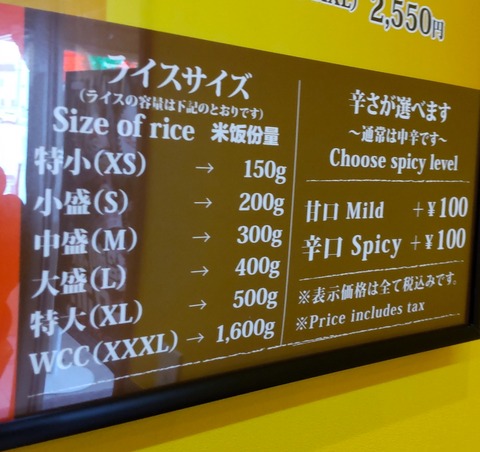 XL) 2,550円
ライスサイズ
(ライスの容量は下記のとおりです)
Size of rice 米饭份量
特小(XS) → 150g
小盛(S) → 200g
中盛(M) → 300g
大盛(L) → 400g
特大(XL) → 500g
WCC(XXXL) → 1,600g
辛さが選べます
～通常は中辛です～
Choose spicy level
甘口 Mild +¥100
辛口 Spicy +¥100
※表示価格は全て税込みです。
※Price includes tax